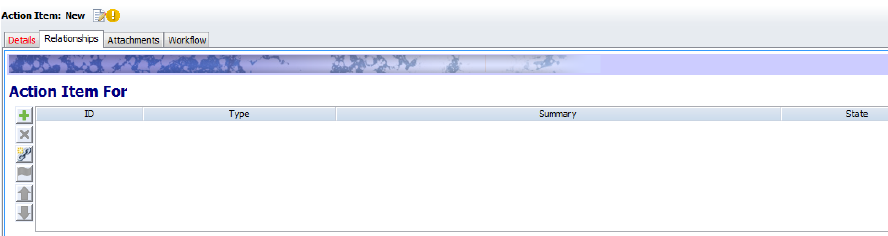 Action Item: New
Details Relationships Attachments Workflow
Action Item For
ID Type Summary State